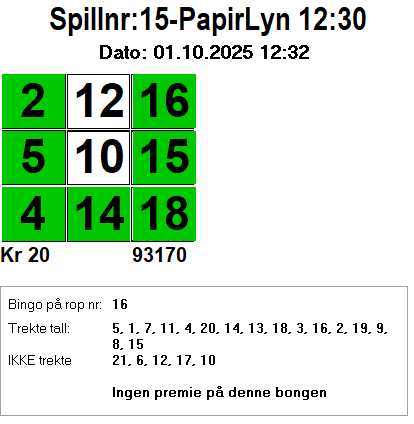 Spillnr:15-PapirLyn 12:30
Dato: 01.10.2025 12:32
2 12 16
5 10 15
4 14 18
Kr 20 93170
Bingo på rop nr: 16
Trekte tall: 5, 1, 7, 11, 4, 20, 14, 13, 18, 3, 16, 2, 19, 9,
8, 15
IKKE trekte 21, 6, 12, 17, 10
Ingen premie på denne bongen